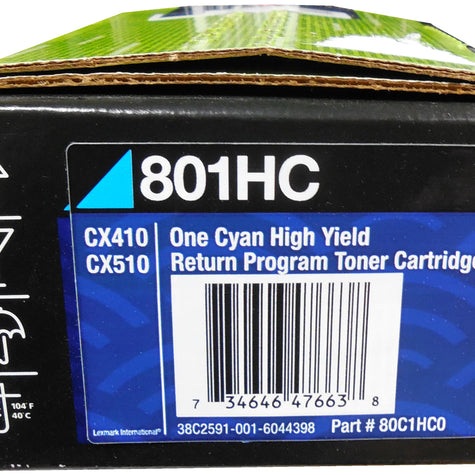 801HC
CX410 One Cyan High Yield
CX510 Return Program Toner Cartridge
7 34646 47663 8
104°F
40°C
Lexmark International® 38C2591-001-6044398 Part # 80C1HC0